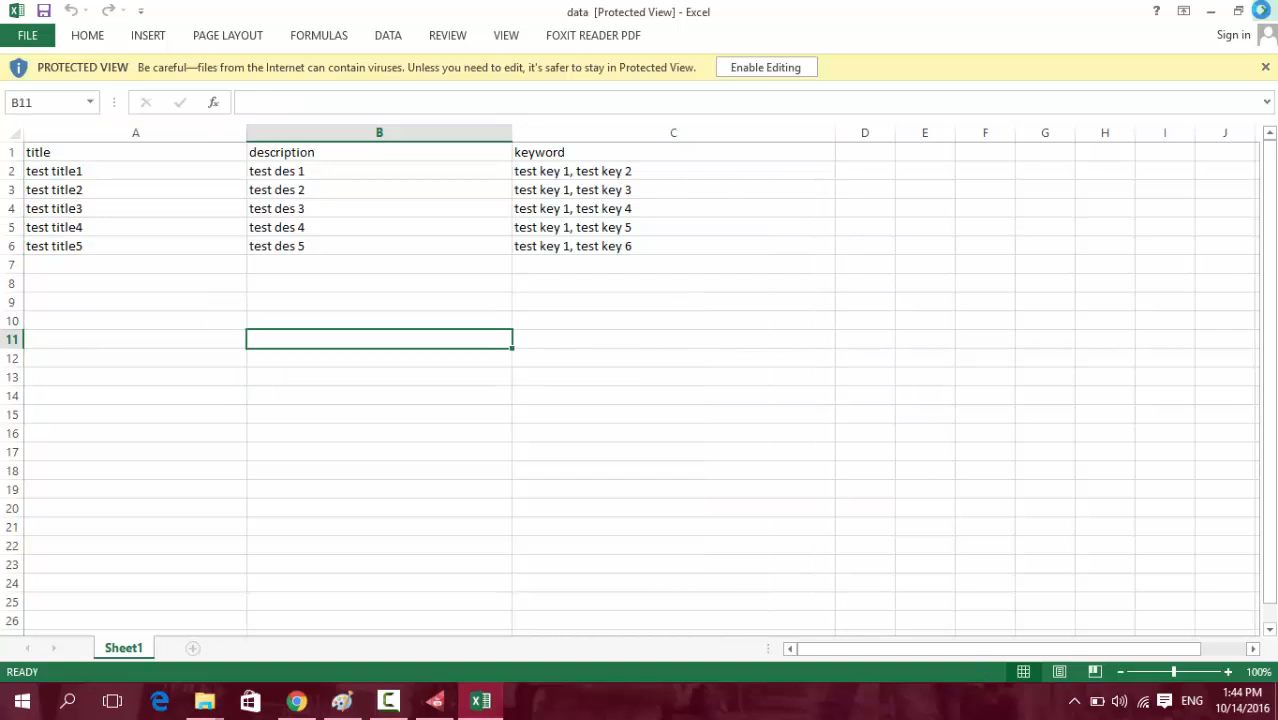 data [Protected View] - Excel
?
FILE HOME INSERT PAGE LAYOUT FORMULAS DATA REVIEW VIEW FOXIT READER PDF Sign in
PROTECTED VIEW Be careful—files from the Internet can contain viruses. Unless you need to edit, it's safer to stay in Protected View. Enable Editing
B11 fx
A B C D E F G H I J
1 title description keyword
2 test title1 test des 1 test key 1, test key 2
3 test title2 test des 2 test key 1, test key 3
4 test title3 test des 3 test key 1, test key 4
5 test title4 test des 4 test key 1, test key 5
6 test title5 test des 5 test key 1, test key 6
7
8
9
10
11
12
13
14
15
16
17
18
19
20
21
22
23
24
25
26
Sheet1
READY 100%
ENG 1:44 PM
10/14/2016